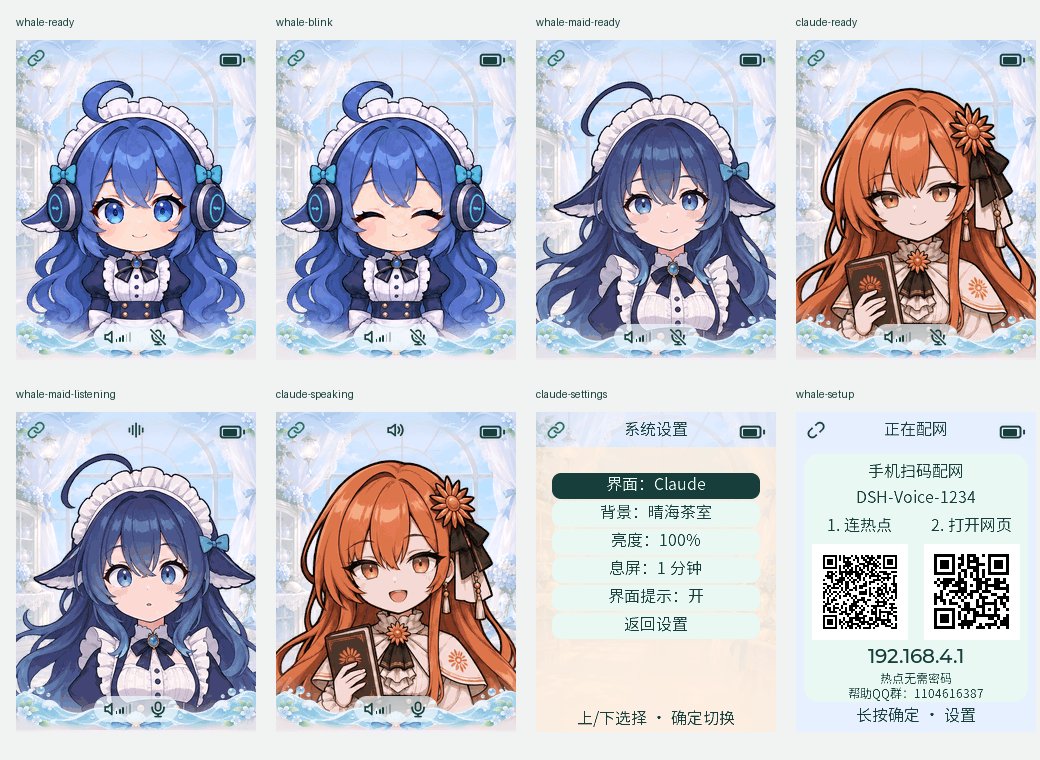 whale-ready
whale-blink
whale-maid-ready
claude-ready
whale-maid-listening
claude-speaking
claude-settings
系统设置
界面：Claude
背景：晴海茶室
亮度：100%
息屏：1 分钟
界面提示：开
返回设置
上/下选择 · 确定切换
whale-setup
正在配网
手机扫码配网
DSH-Voice-1234
1. 连热点
2. 打开网页
192.168.4.1
热点无需密码
帮助QQ群：1104616387
长按确定 · 设置